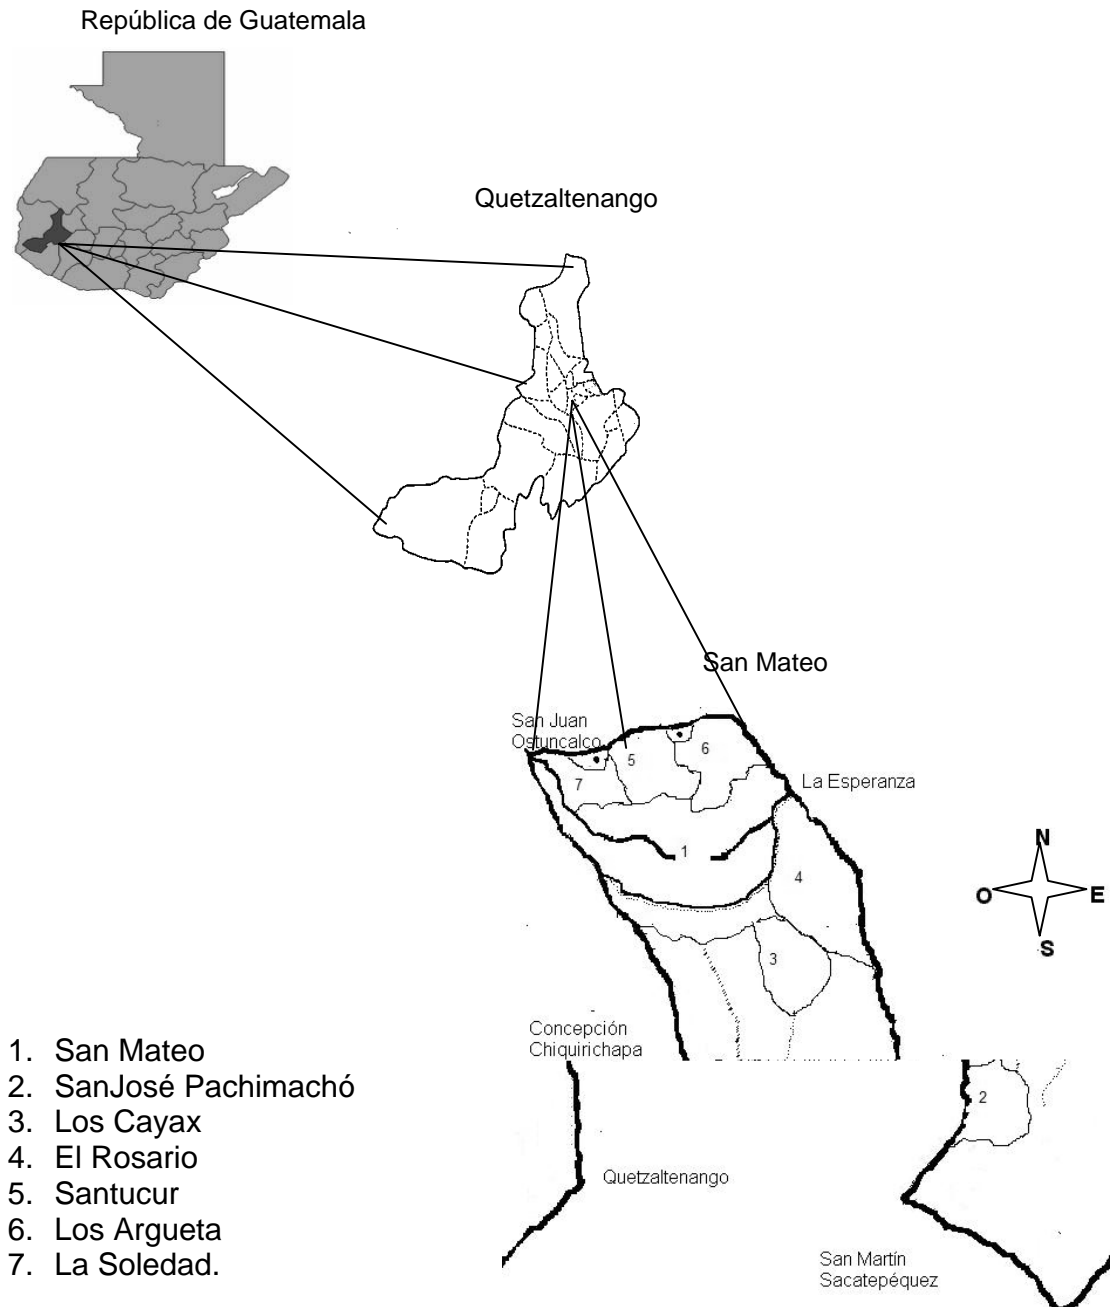 República de Guatemala
Quetzaltenango
San Mateo
San Juan
Ostuncalco
5
6
7
La Esperanza
1
4
N
O
E
S
3
Concepción
Chiquirichapa
1. San Mateo
2. SanJosé Pachimachó
3. Los Cayax
4. El Rosario
5. Santucur
6. Los Argueta
7. La Soledad.
2
Quetzaltenango
San Martín
Sacatepéquez